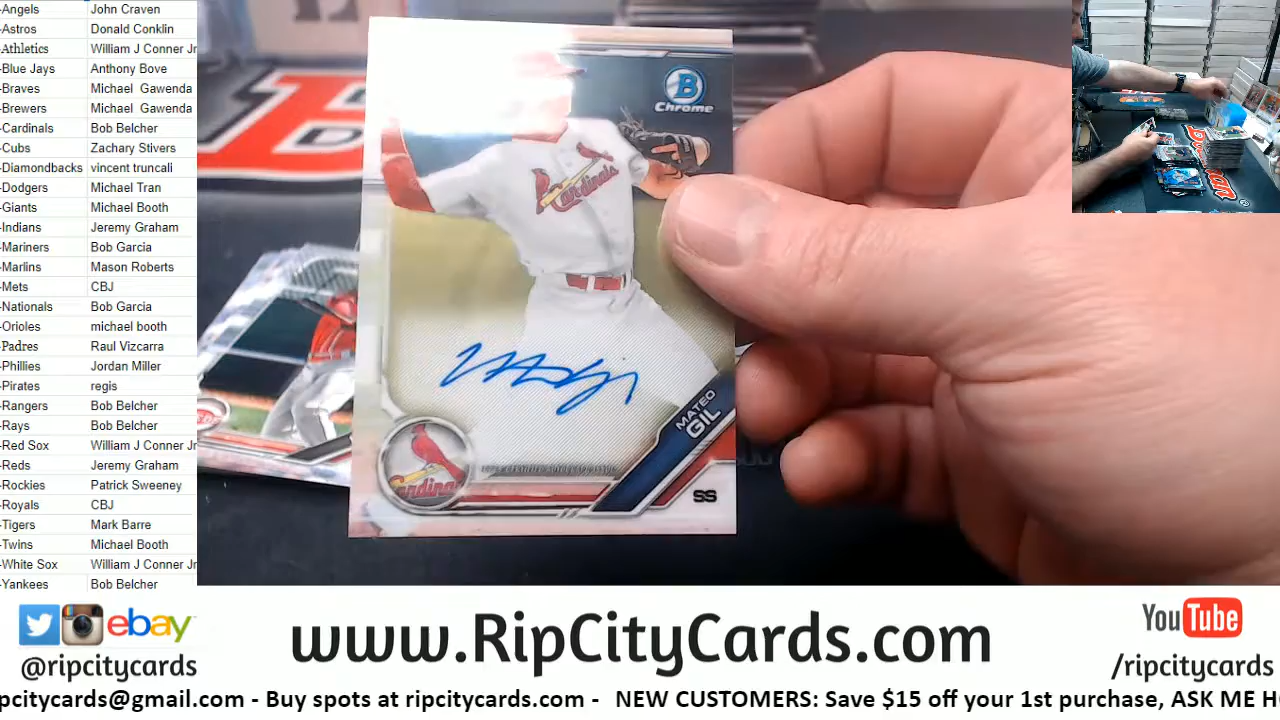 -Angels John Craven
-Astros Donald Conklin
-Athletics William J Conner Jr
-Blue Jays Anthony Bove
-Braves Michael Gawenda
-Brewers Michael Gawenda
-Cardinals Bob Belcher
-Cubs Zachary Stivers
-Diamondbacks vincent truncali
-Dodgers Michael Tran
-Giants Michael Booth
-Indians Jeremy Graham
-Mariners Bob Garcia
-Marlins Mason Roberts
-Mets CBJ
-Nationals Bob Garcia
-Orioles michael booth
-Padres Raul Vizcarra
-Phillies Jordan Miller
-Pirates regis
-Rangers Bob Belcher
-Rays Bob Belcher
-Red Sox William J Conner Jr
-Reds Jeremy Graham
-Rockies Patrick Sweeney
-Royals CBJ
-Tigers Mark Barre
-Twins Michael Booth
-White Sox William J Conner Jr
-Yankees Bob Belcher
B
Chrome
Cardinals
MATEO
GIL
Cardinals
SS
ebay
@ripcitycards
www.RipCityCards.com
YouTube
/ripcitycards
pcitycards@gmail.com - Buy spots at ripcitycards.com - NEW CUSTOMERS: Save $15 off your 1st purchase, ASK ME H